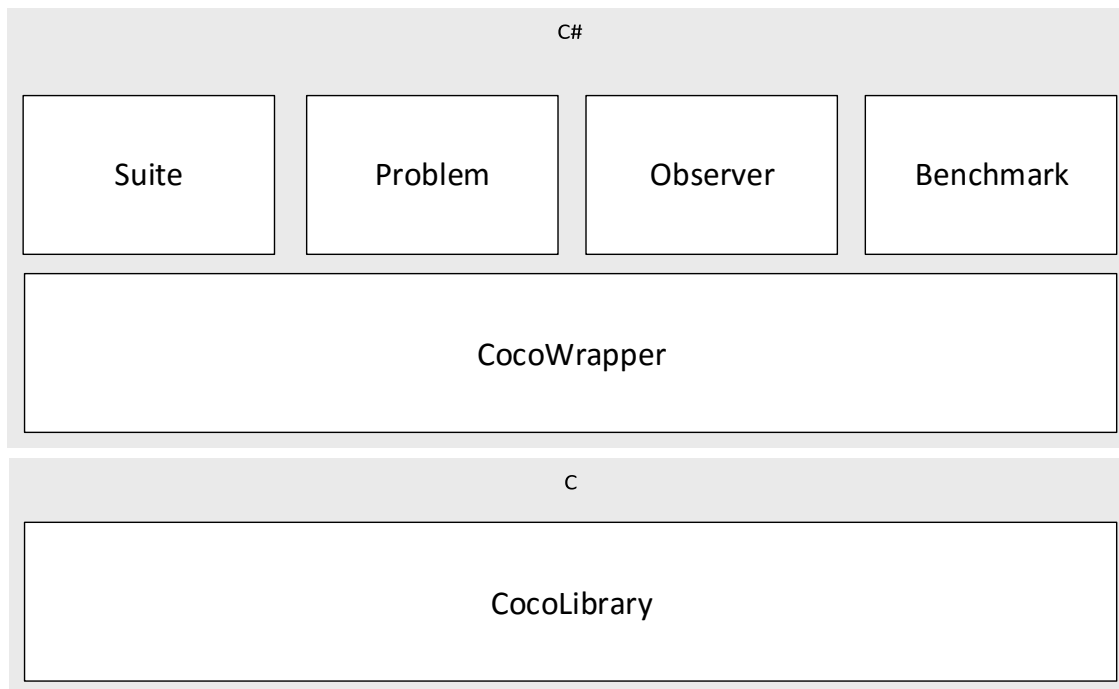 C#
Suite
Problem
Observer
Benchmark
CocoWrapper
C
CocoLibrary